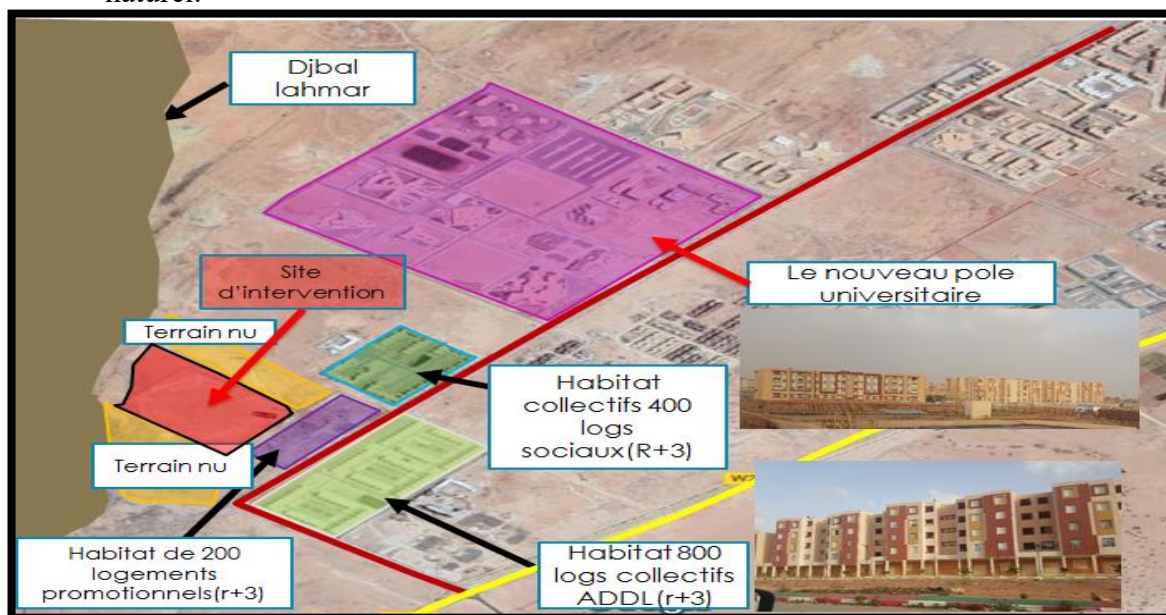 naturel.
Djbal
lahmar
Site
d'intervention
Le nouveau pole
universitaire
Terrain nu
Habitat
collectifs 400
logs
sociaux(R+3)
Terrain nu
Habitat de 200
logements
promotionnels(r+3)
Habitat 800
logs collectifs
ADDL(r+3)